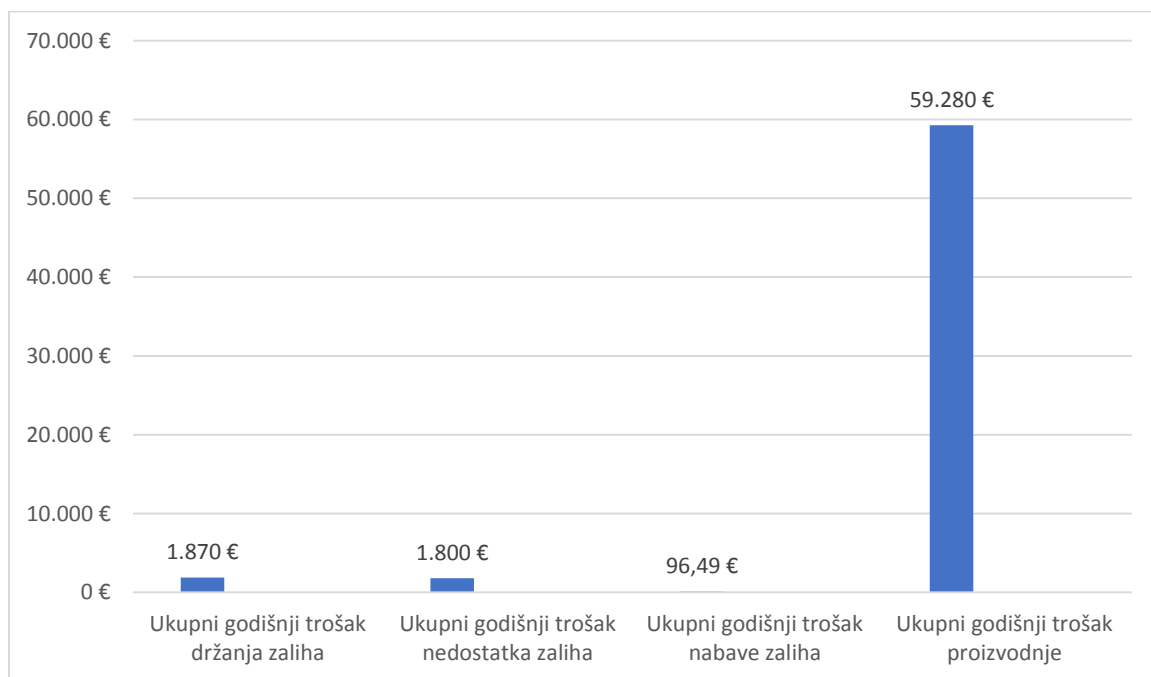 70.000 €
60.000 €
50.000 €
40.000 €
30.000 €
20.000 €
10.000 €
0 €
1.870 €
1.800 €
96,49 €
59.280 €
Ukupni godišnji trošak
držanja zaliha
Ukupni godišnji trošak
nedostatka zaliha
Ukupni godišnji trošak
nabave zaliha
Ukupni godišnji trošak
proizvodnje